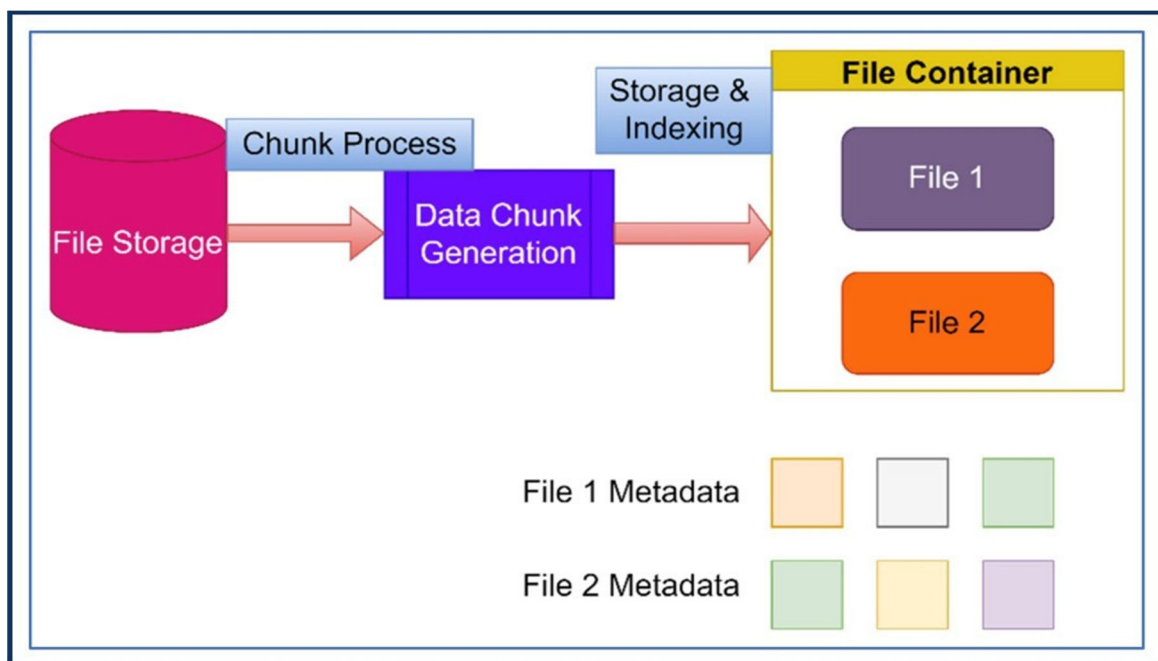 File Storage
Chunk Process
Data Chunk
Generation
Storage &
Indexing
File Container
File 1
File 2
File 1 Metadata
File 2 Metadata